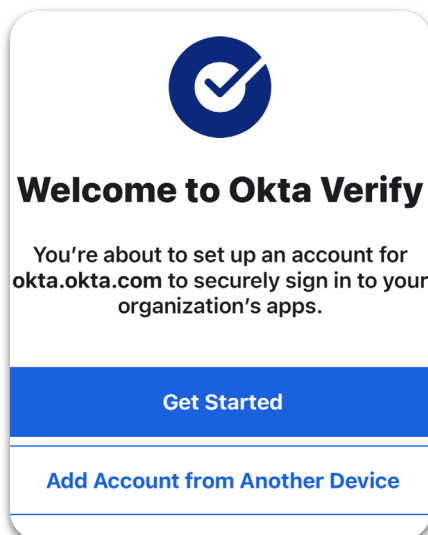 Welcome to Okta Verify
You’re about to set up an account for
okta.okta.com to securely sign in to your
organization’s apps.
Get Started
Add Account from Another Device